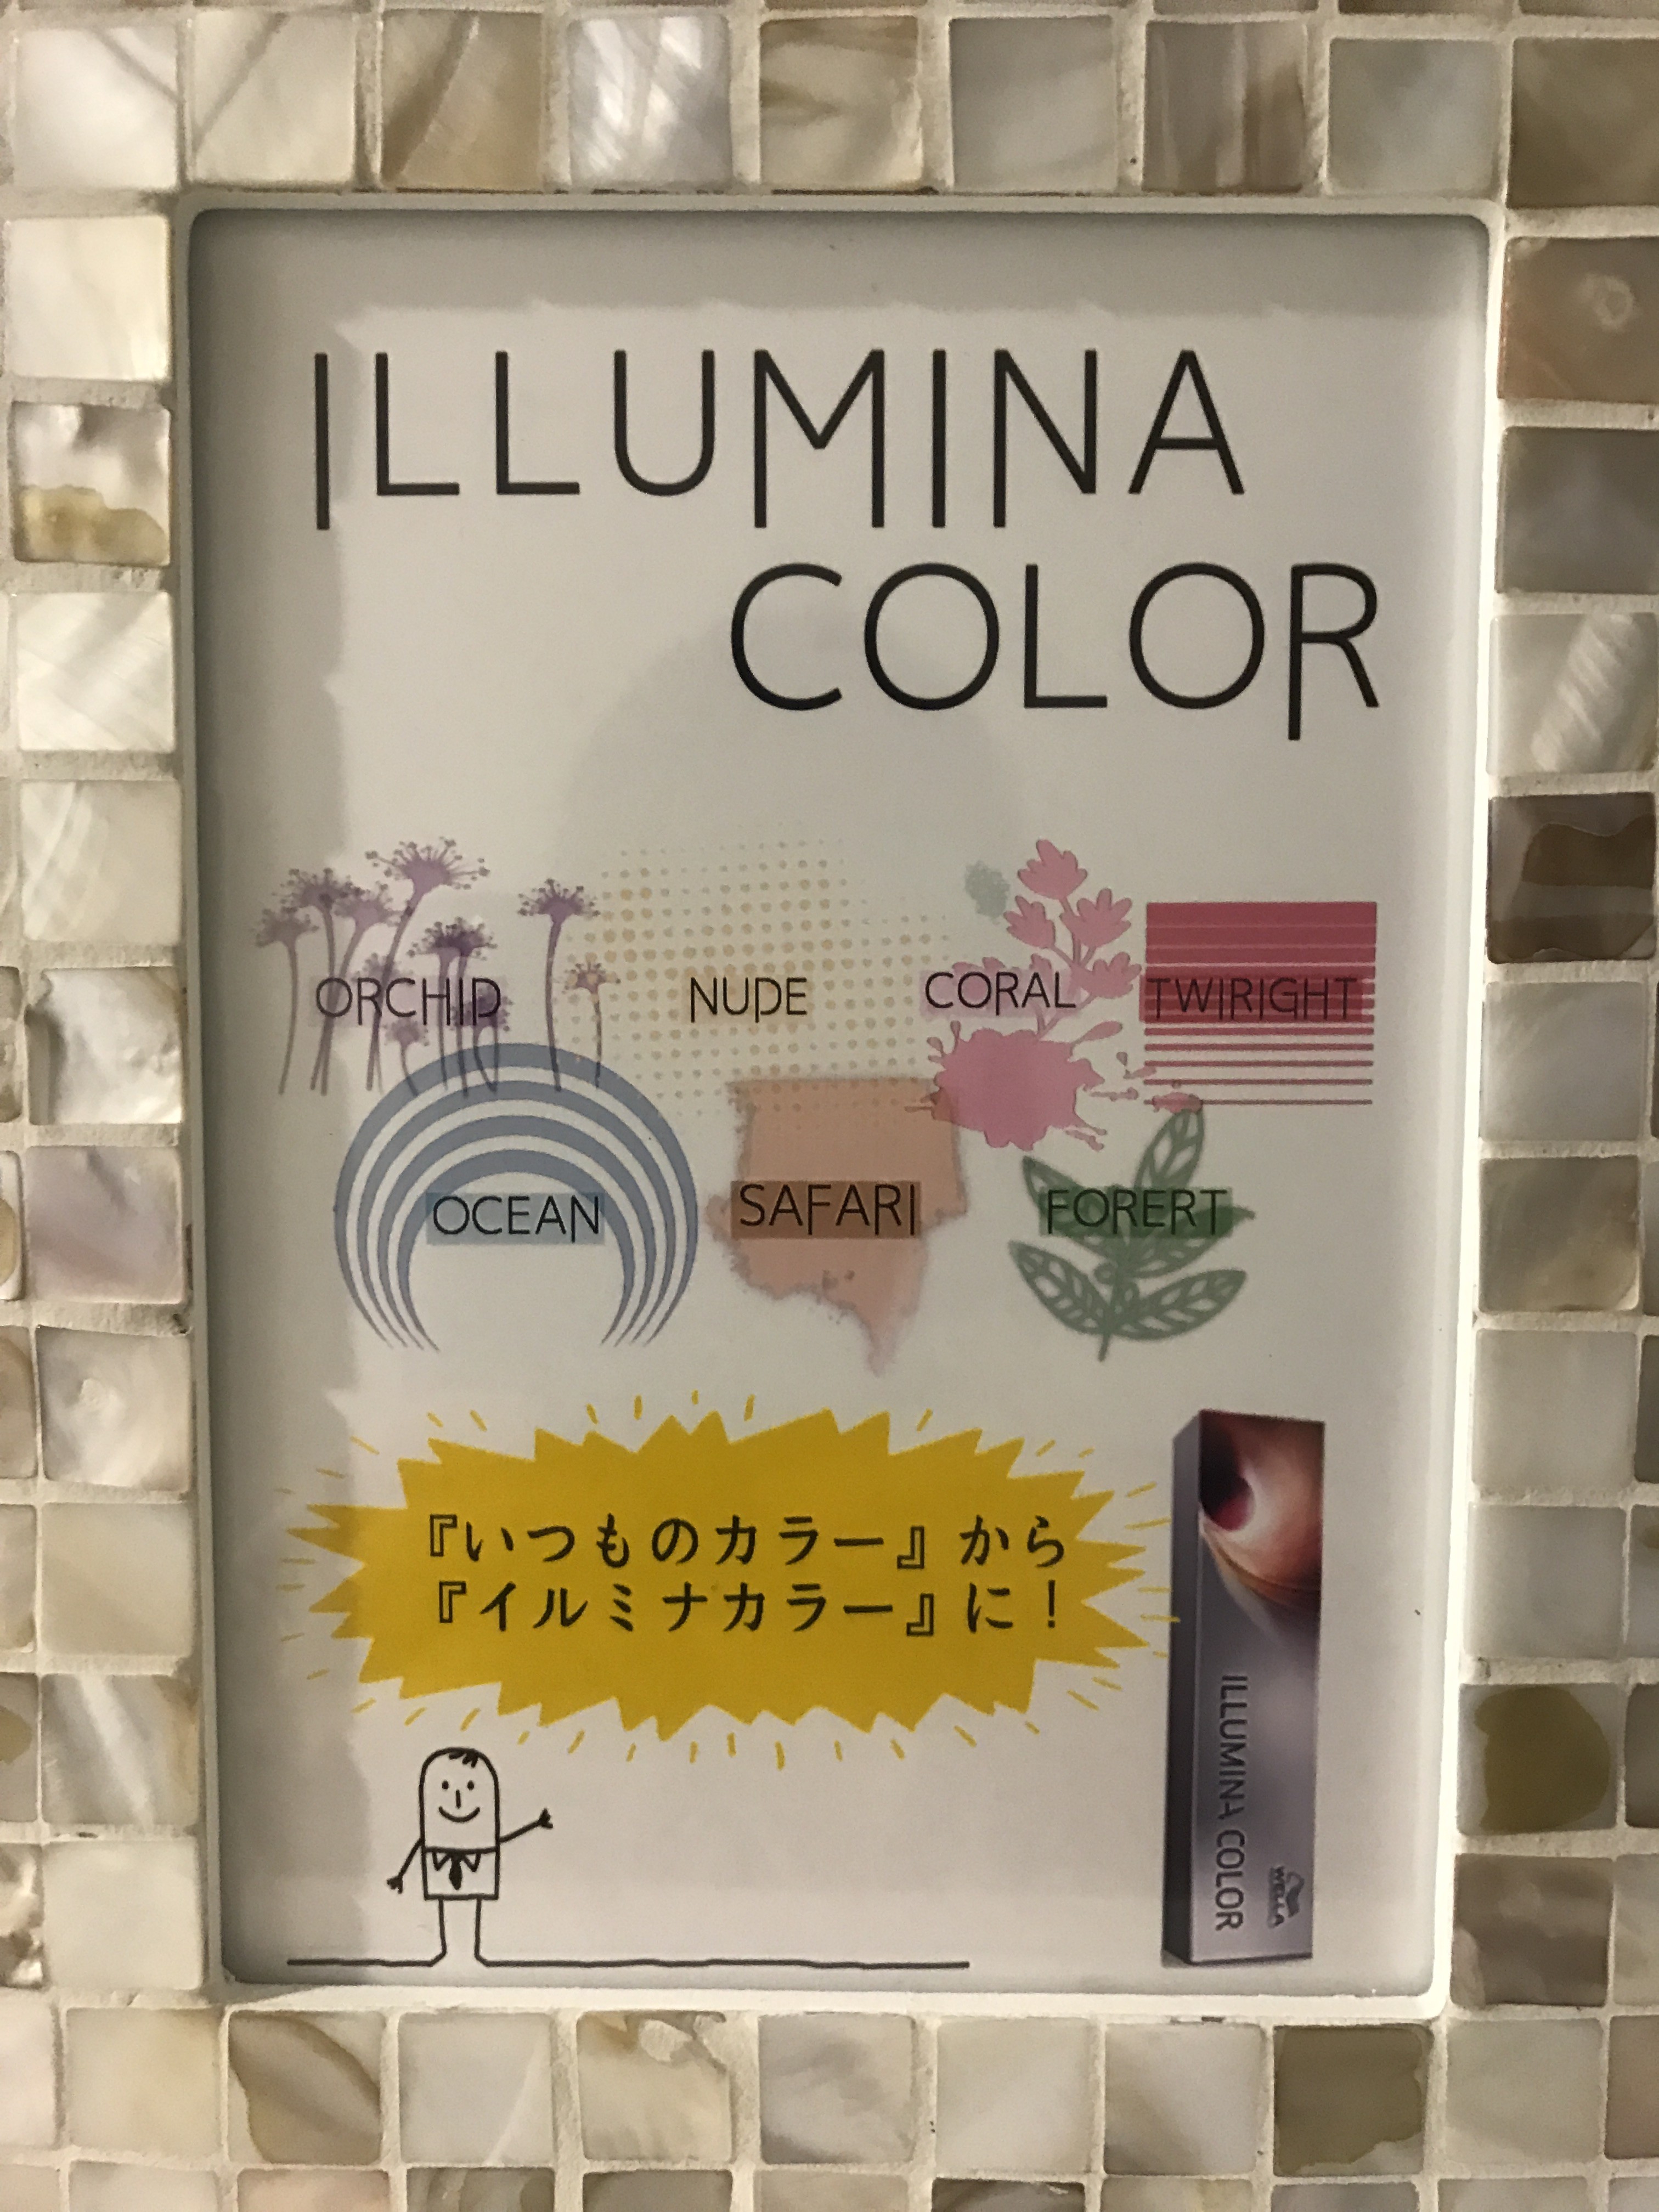 ILLUMINA
COLOR
ORCHID
NUDE
CORAL
TWIRIGHT
OCEAN
SAFARI
FORERT
『いつものカラー』から
『イルミナカラー』に！
ILLUMINA COLOR
WELLA